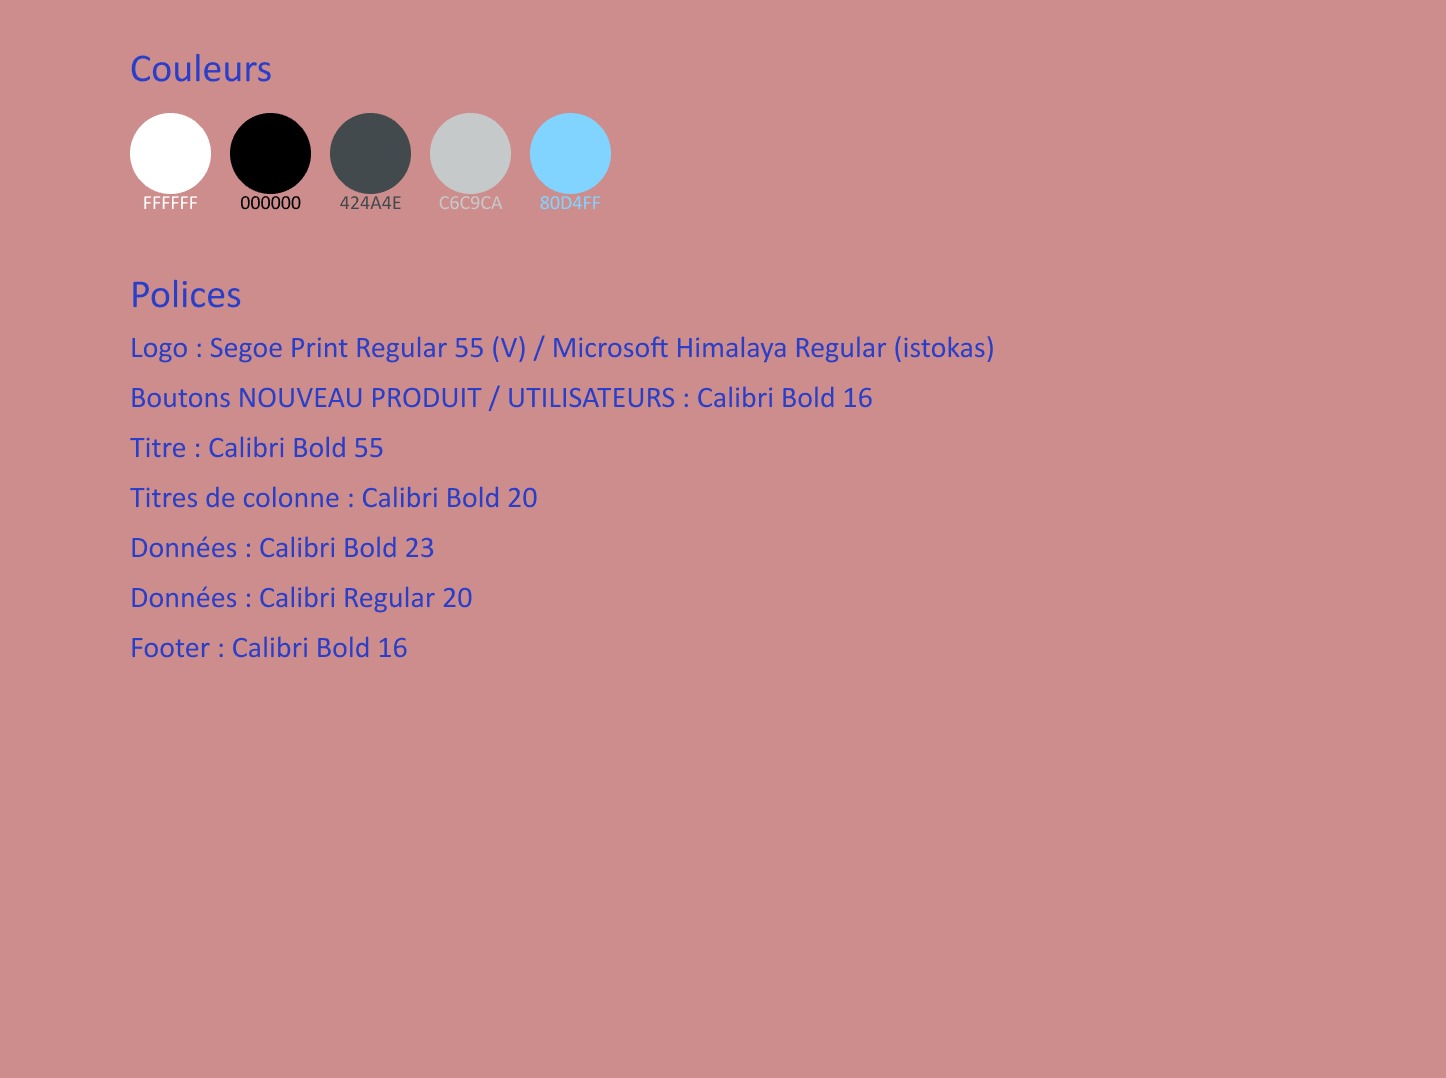 Couleurs
FFFFFF 000000 424A4E C6C9CA 80D4FF
Polices
Logo : Segoe Print Regular 55 (V) / Microsoft Himalaya Regular (istokas)
Boutons NOUVEAU PRODUIT / UTILISATEURS : Calibri Bold 16
Titre : Calibri Bold 55
Titres de colonne : Calibri Bold 20
Données : Calibri Bold 23
Données : Calibri Regular 20
Footer : Calibri Bold 16